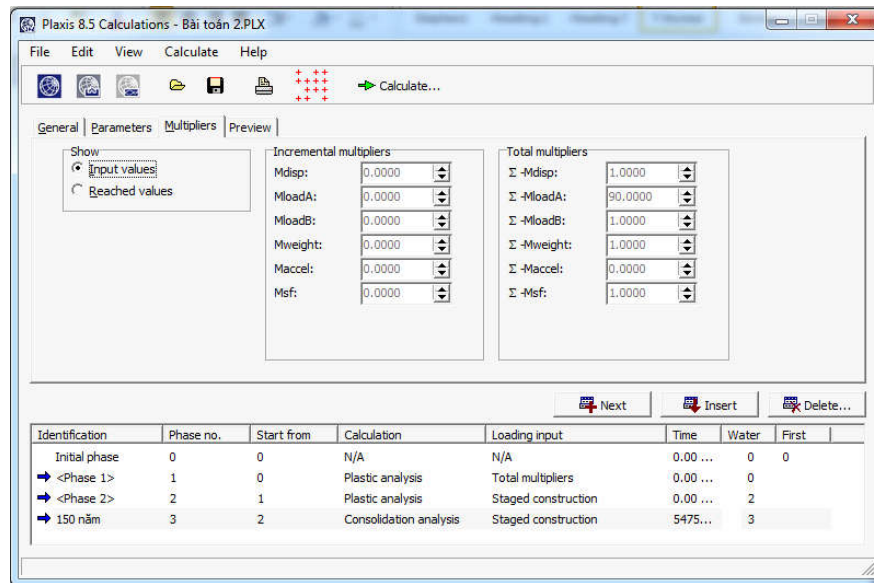 Plaxis 8.5 Calculations - Bài toán 2.PLX
File Edit View Calculate Help
Calculate...
General Parameters Multipliers Preview
Show
Input values
Reached values
Incremental multipliers
Mdisp: 0.0000
MloadA: 0.0000
MloadB: 0.0000
Mweight: 0.0000
Maccel: 0.0000
Msf: 0.0000
Total multipliers
Σ -Mdisp: 1.0000
Σ -MloadA: 90.0000
Σ -MloadB: 1.0000
Σ -Mweight: 1.0000
Σ -Maccel: 0.0000
Σ -Msf: 1.0000
Next Insert Delete...
Identification Phase no. Start from Calculation Loading input Time Water First
Initial phase 0 0 N/A N/A 0.00 ... 0 0
<Phase 1> 1 0 Plastic analysis Total multipliers 0.00 ... 0
<Phase 2> 2 1 Plastic analysis Staged construction 0.00 ... 2
150 năm 3 2 Consolidation analysis Staged construction 5475... 3